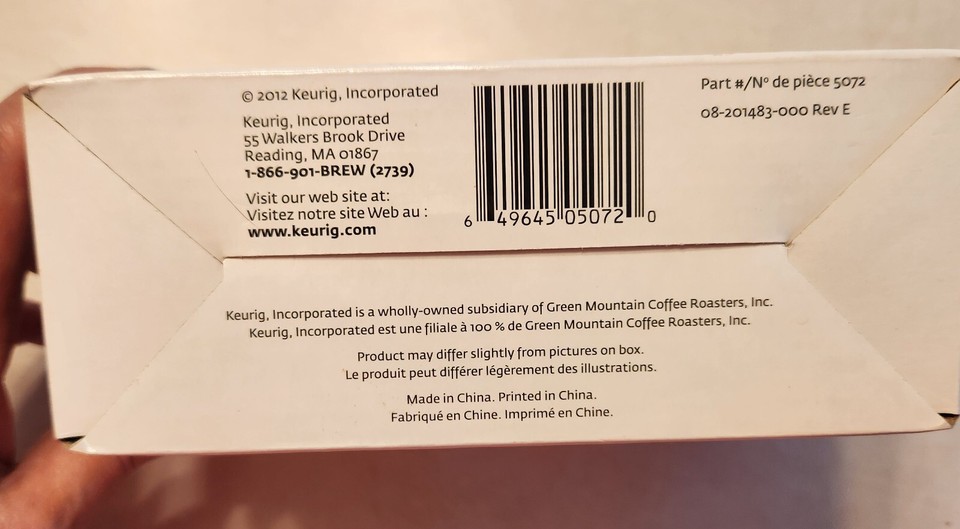 © 2012 Keurig, Incorporated
Keurig, Incorporated
55 Walkers Brook Drive
Reading, MA 01867
1-866-901-BREW (2739)
Visit our web site at:
Visitez notre site Web au :
www.keurig.com
6 49645 05072 0
Part #/Nº de pièce 5072
08-201483-000 Rev E
Keurig, Incorporated is a wholly-owned subsidiary of Green Mountain Coffee Roasters, Inc.
Keurig, Incorporated est une filiale à 100 % de Green Mountain Coffee Roasters, Inc.
Product may differ slightly from pictures on box.
Le produit peut différer légèrement des illustrations.
Made in China. Printed in China.
Fabriqué en Chine. Imprimé en Chine.